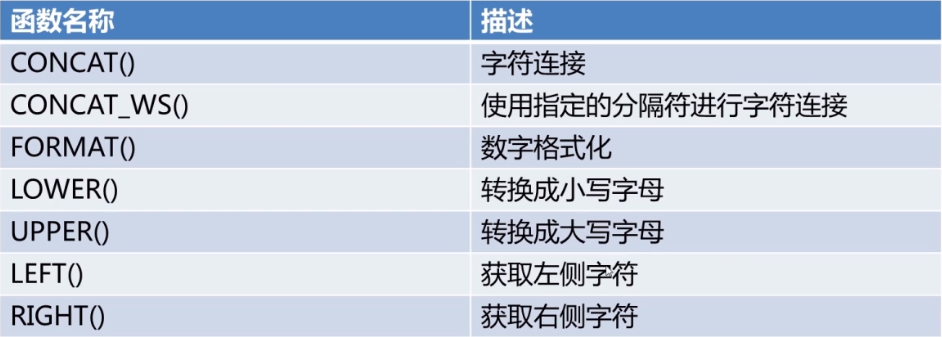 函数名称 描述
CONCAT() 字符连接
CONCAT_WS() 使用指定的分隔符进行字符连接
FORMAT() 数字格式化
LOWER() 转换成小写字母
UPPER() 转换成大写字母
LEFT() 获取左侧字符
RIGHT() 获取右侧字符